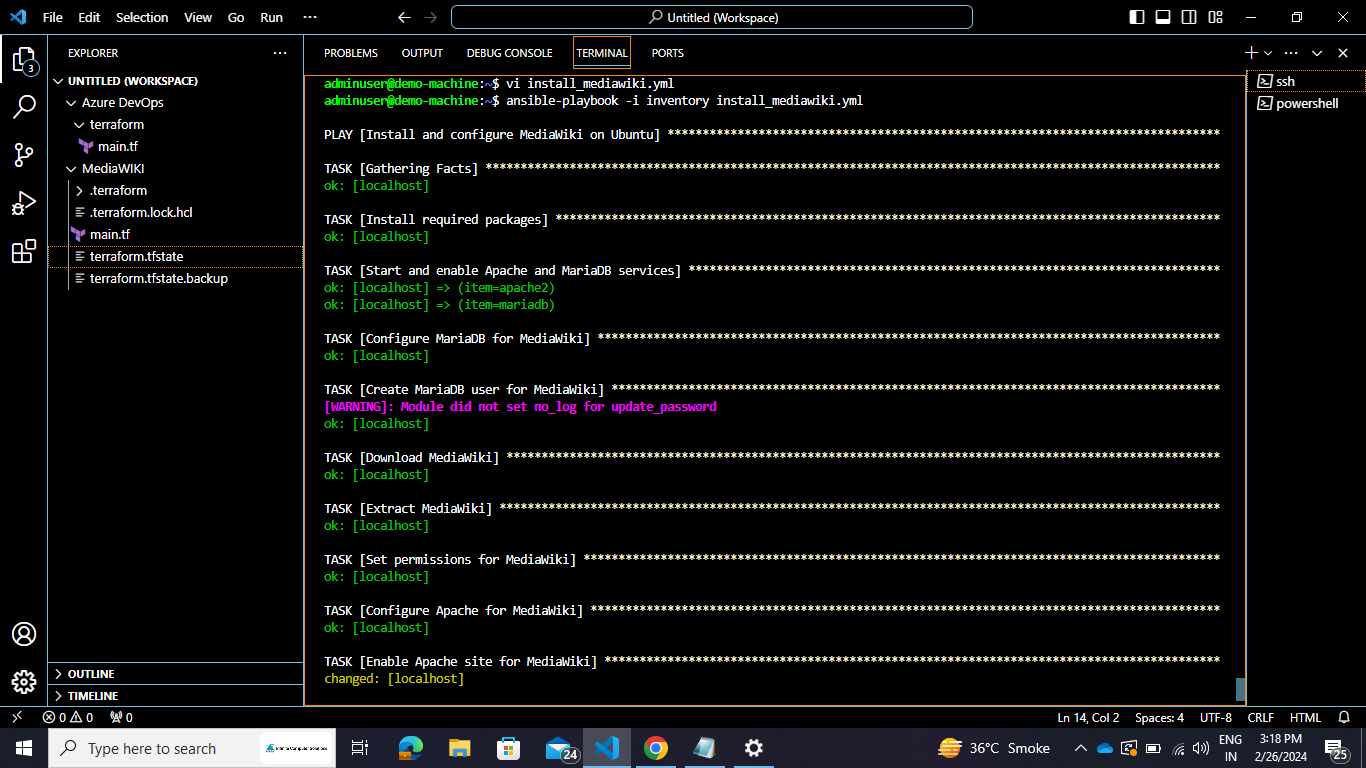 File Edit Selection View Go Run ···
Untitled (Workspace)
EXPLORER
3
UNTITLED (WORKSPACE)
Azure DevOps
terraform
main.tf
MediaWIKI
.terraform
.terraform.lock.hcl
main.tf
terraform.tfstate
terraform.tfstate.backup
OUTLINE
TIMELINE
PROBLEMS OUTPUT DEBUG CONSOLE TERMINAL PORTS
adminuser@demo-machine:~$ vi install_mediawiki.yml
adminuser@demo-machine:~$ ansible-playbook -i inventory install_mediawiki.yml
PLAY [Install and configure MediaWiki on Ubuntu] *******************************************************************************
TASK [Gathering Facts] *********************************************************************************************************
ok: [localhost]
TASK [Install required packages] ***********************************************************************************************
ok: [localhost]
TASK [Start and enable Apache and MariaDB services] ****************************************************************************
ok: [localhost] => (item=apache2)
ok: [localhost] => (item=mariadb)
TASK [Configure MariaDB for MediaWiki] *****************************************************************************************
ok: [localhost]
TASK [Create MariaDB user for MediaWiki] ***************************************************************************************
[WARNING]: Module did not set no_log for update_password
ok: [localhost]
TASK [Download MediaWiki] ******************************************************************************************************
ok: [localhost]
TASK [Extract MediaWiki] *******************************************************************************************************
ok: [localhost]
TASK [Set permissions for MediaWiki] *******************************************************************************************
ok: [localhost]
TASK [Configure Apache for MediaWiki] ******************************************************************************************
ok: [localhost]
TASK [Enable Apache site for MediaWiki] ****************************************************************************************
changed: [localhost]
ssh
powershell
0 0 0
Ln 14, Col 2 Spaces: 4 UTF-8 CRLF HTML
Type here to search
Infinite Computer Solutions
24
36°C Smoke
ENG
IN
3:18 PM
2/26/2024
25